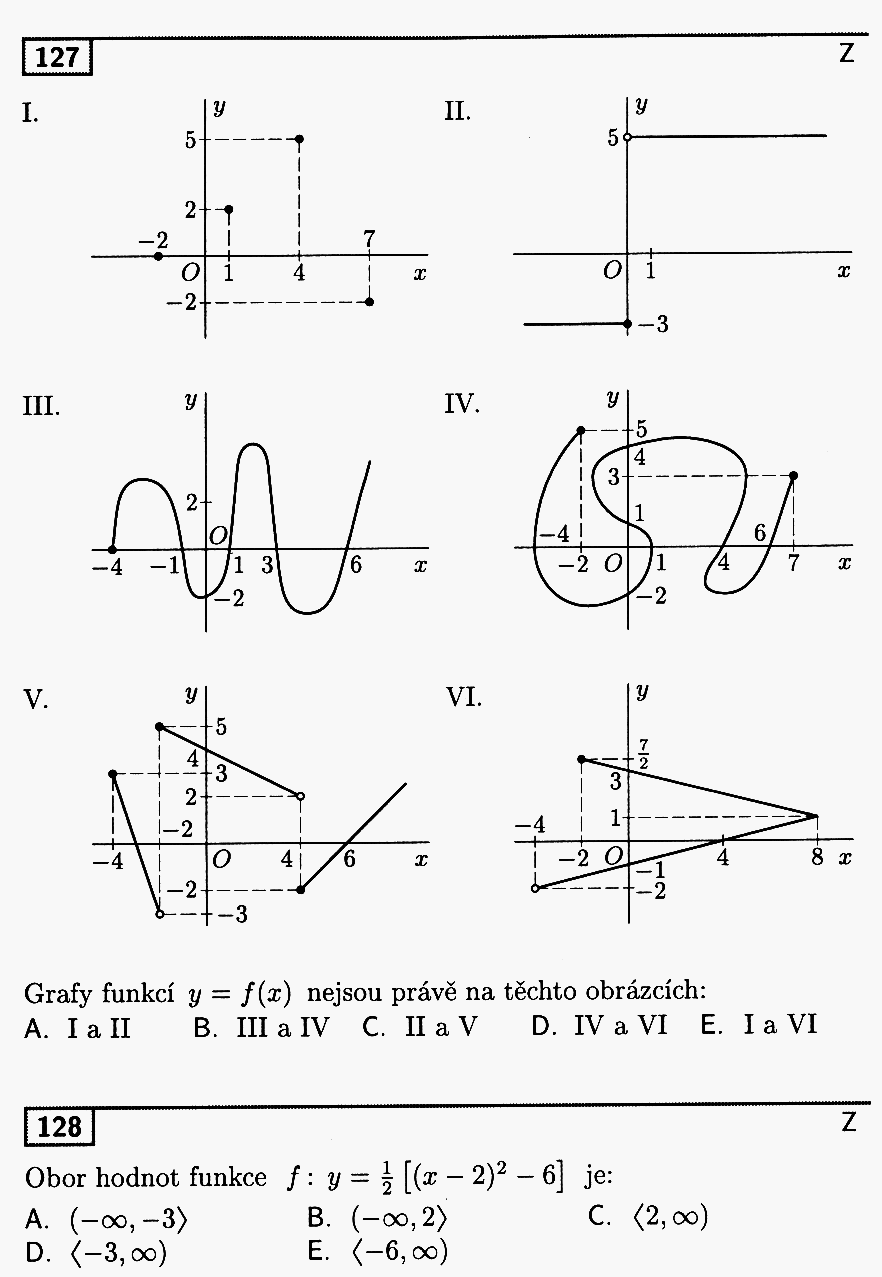 127 Z
I. II.
y y
5 5
2
-2 7
O 1 4 x O 1 x
-2 -3
III. IV.
y y
5
4
2 3
O 1
-4 6
-4 -1 1 3 6 x -2 O 1 4 7 x
-2 -2
V. VI.
y y
5 7/2
4
3 3
2 1
-2 -4
-4 O 4 6 x -2 O 4 8 x
-2 -1
-3 -2
Grafy funkcí y = f(x) nejsou právě na těchto obrázcích:
A. I a II B. III a IV C. II a V D. IV a VI E. I a VI
128 Z
Obor hodnot funkce f: y = 1/2 [(x − 2)² − 6] je:
A. (−∞, −3⟩ B. (−∞, 2⟩ C. ⟨2, ∞)
D. ⟨−3, ∞) E. ⟨−6, ∞)